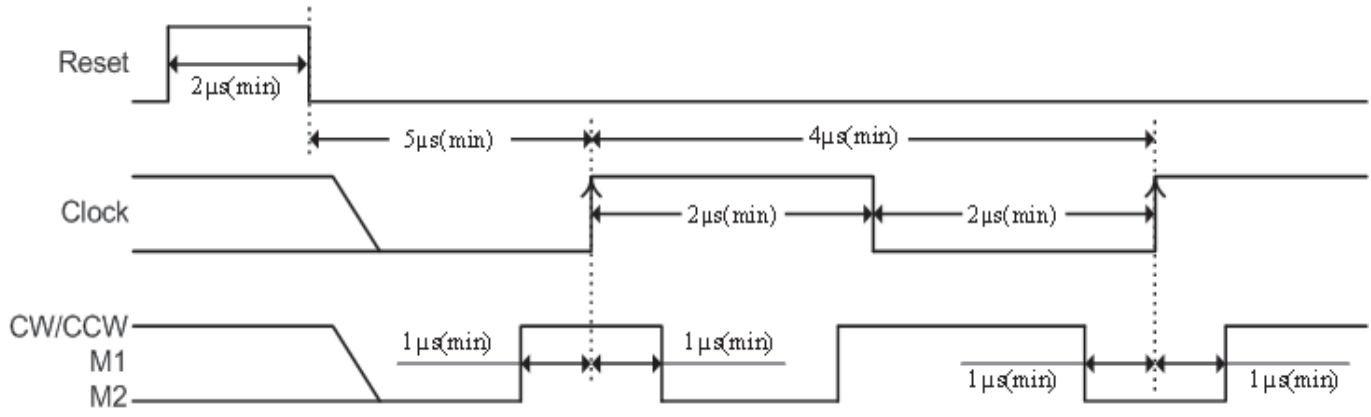 Reset
2μs(min)
5μs(min)
4μs(min)
Clock
2μs(min)
2μs(min)
CW/CCW
M1
M2
1μs(min)
1μs(min)
1μs(min)
1μs(min)